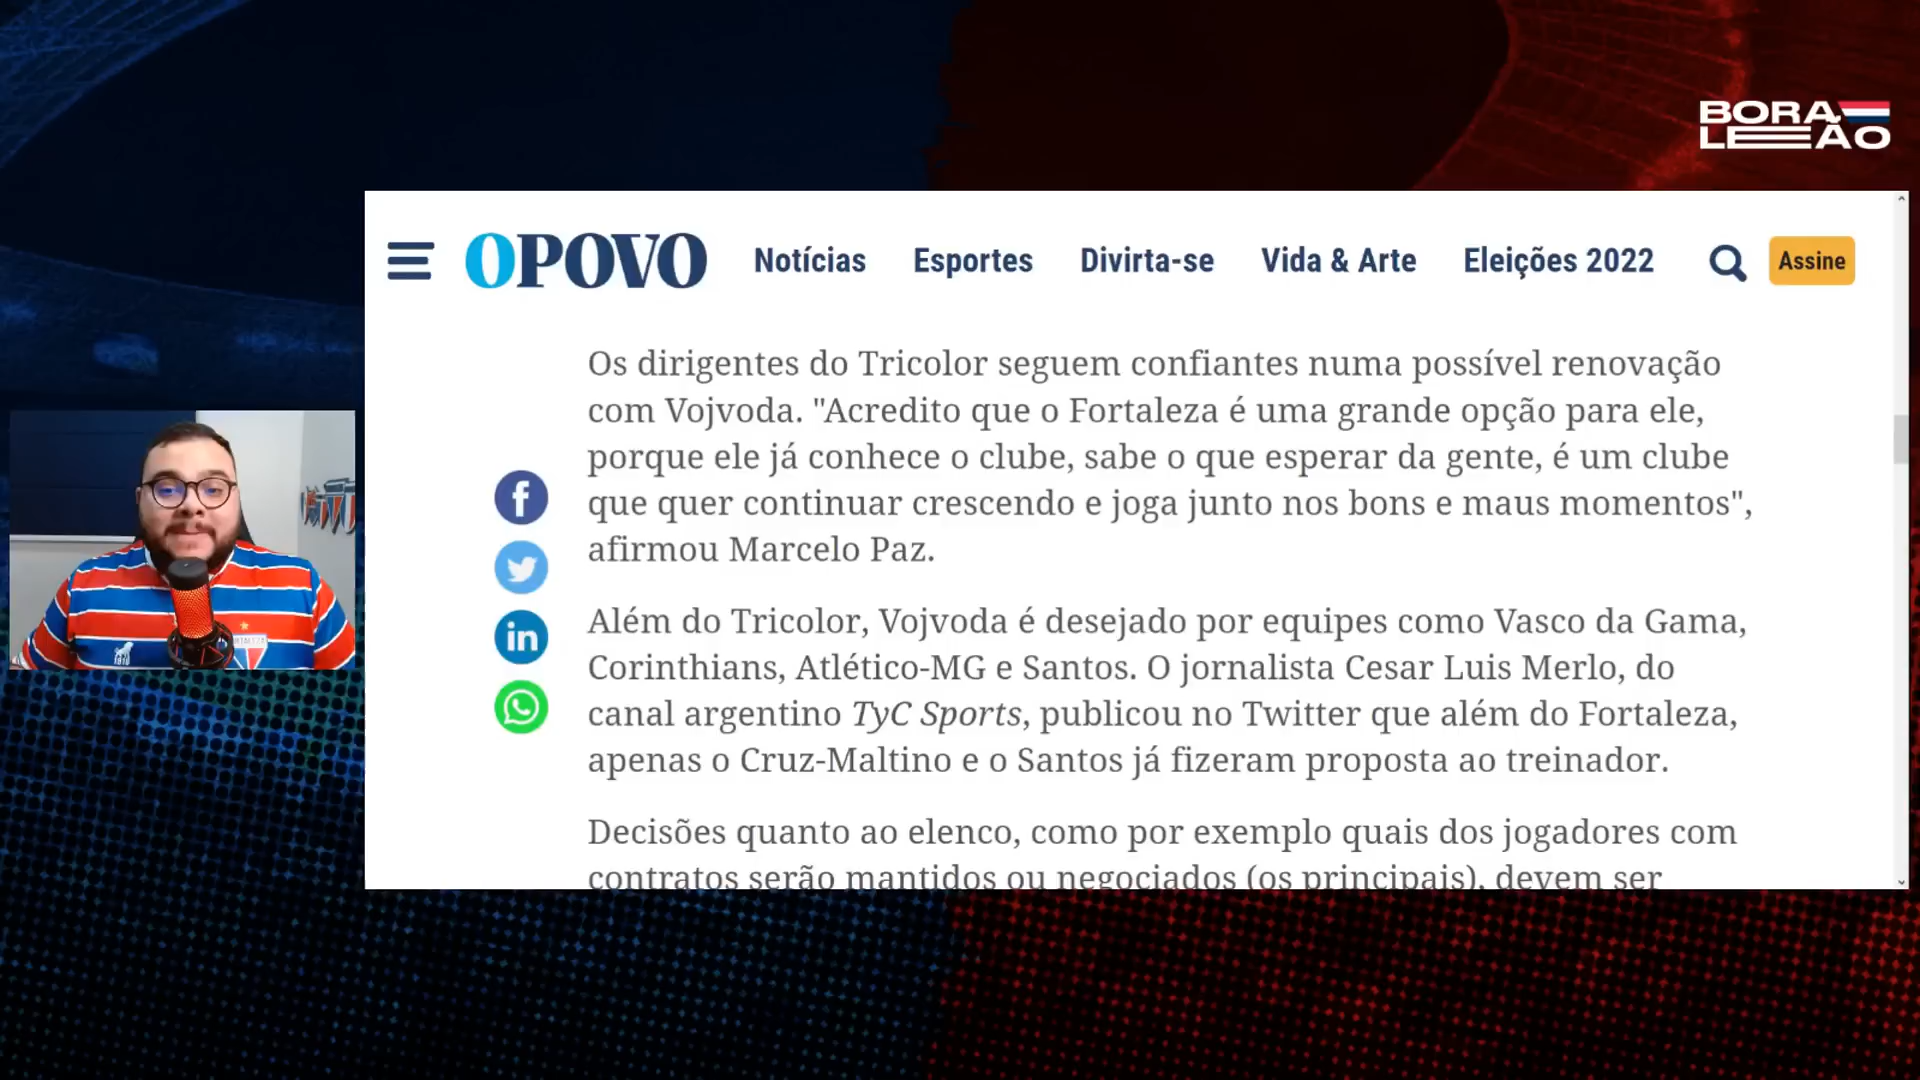 BORA
LEÃO
OPOVO Notícias Esportes Divirta-se Vida & Arte Eleições 2022 Assine
Os dirigentes do Tricolor seguem confiantes numa possível renovação
com Vojvoda. "Acredito que o Fortaleza é uma grande opção para ele,
porque ele já conhece o clube, sabe o que esperar da gente, é um clube
que quer continuar crescendo e joga junto nos bons e maus momentos",
afirmou Marcelo Paz.
Além do Tricolor, Vojvoda é desejado por equipes como Vasco da Gama,
Corinthians, Atlético-MG e Santos. O jornalista Cesar Luis Merlo, do
canal argentino TyC Sports, publicou no Twitter que além do Fortaleza,
apenas o Cruz-Maltino e o Santos já fizeram proposta ao treinador.
Decisões quanto ao elenco, como por exemplo quais dos jogadores com
contratos serão mantidos ou negociados (os principais), devem ser